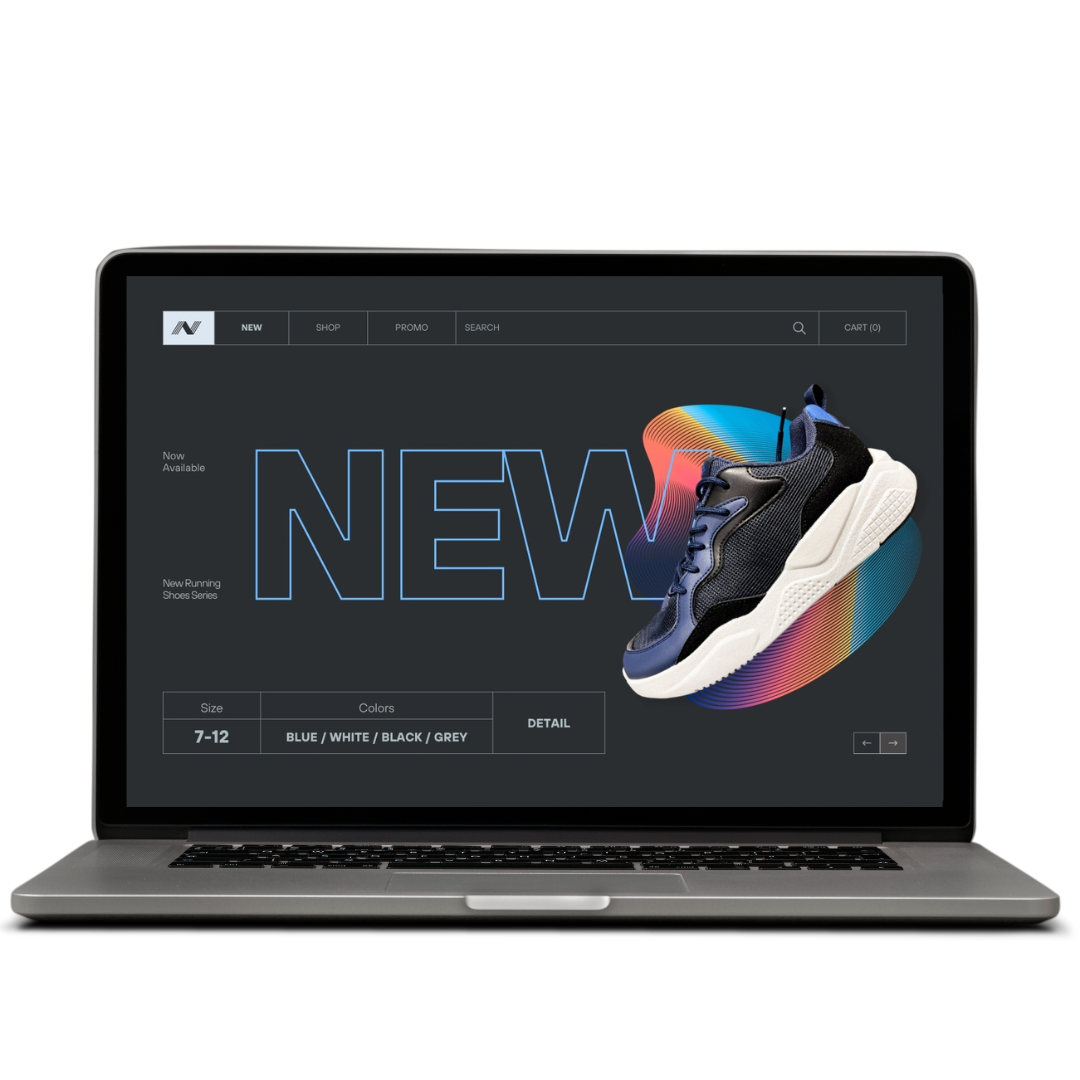 NEW
SHOP
PROMO
SEARCH
CART (0)
Now
Available
NEW
New Running
Shoes Series
Size
Colors
7-12
BLUE / WHITE / BLACK / GREY
DETAIL